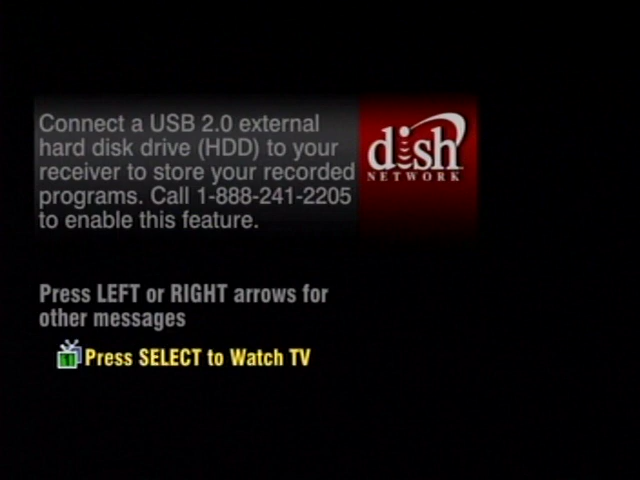 Connect a USB 2.0 external
hard disk drive (HDD) to your
receiver to store your recorded
programs. Call 1-888-241-2205
to enable this feature.
dish
NETWORK
Press LEFT or RIGHT arrows for
other messages
1
Press SELECT to Watch TV